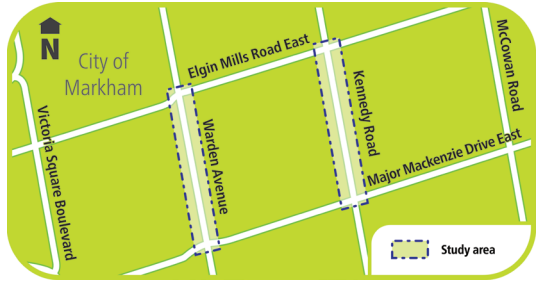 N
City of
Markham
Elgin Mills Road East
McCowan Road
Victoria Square Boulevard
Warden Avenue
Kennedy Road
Major Mackenzie Drive East
Study area